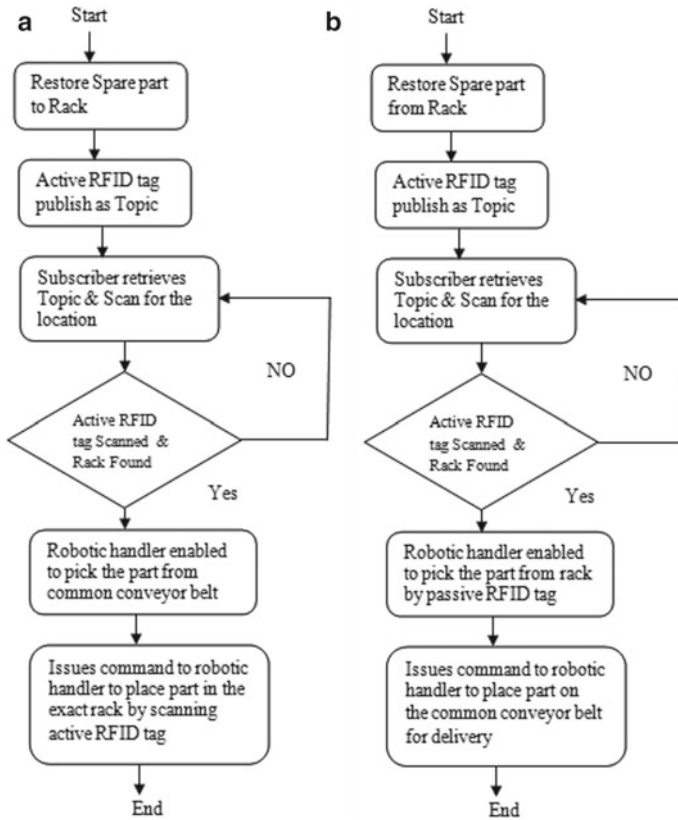 a
Start
Restore Spare part
to Rack
Active RFID tag
publish as Topic
Subscriber retrieves
Topic & Scan for the
location
NO
Active RFID
tag Scanned &
Rack Found
Yes
Robotic handler enabled
to pick the part from
common conveyor belt
Issues command to robotic
handler to place part in the
exact rack by scanning
active RFID tag
End
b
Start
Restore Spare part
from Rack
Active RFID tag
publish as Topic
Subscriber retrieves
Topic & Scan for the
location
NO
Active RFID
tag Scanned &
Rack Found
Yes
Robotic handler enabled
to pick the part from rack
by passive RFID tag
Issues command to robotic
handler to place part on
the common conveyor belt
for delivery
End